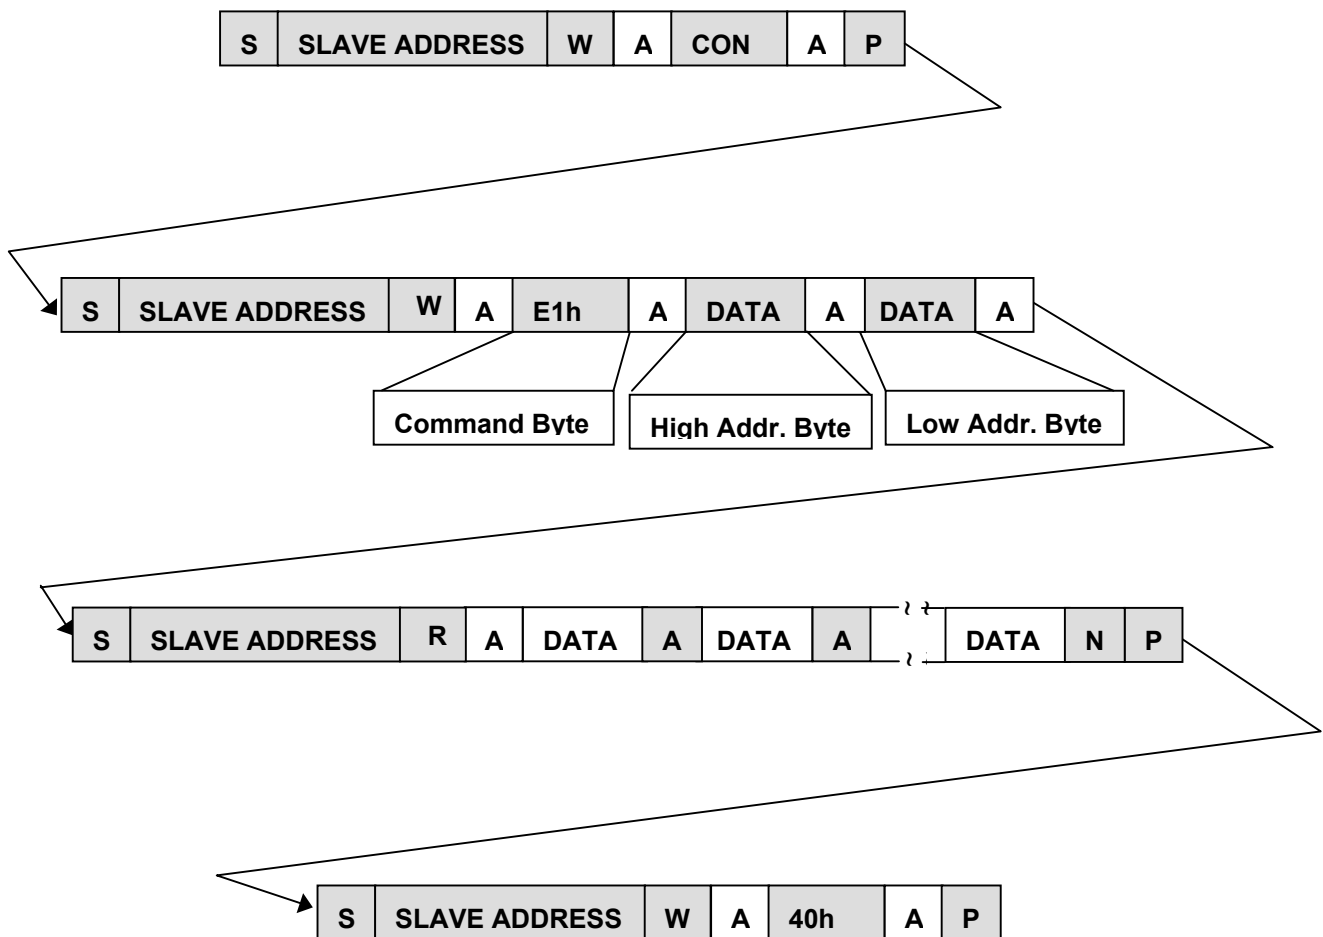 S SLAVE ADDRESS W A CON A P
S SLAVE ADDRESS W A E1h A DATA A DATA A
Command Byte High Addr. Byte Low Addr. Byte
S SLAVE ADDRESS R A DATA A DATA A ~ ~ ~ DATA N P
S SLAVE ADDRESS W A 40h A P